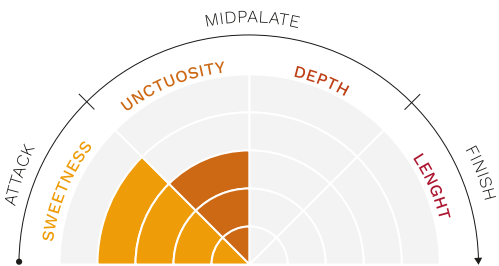 MIDPALATE
UNCTUOSITY
DEPTH
ATTACK
SWEETNESS
LENGHT
FINISH